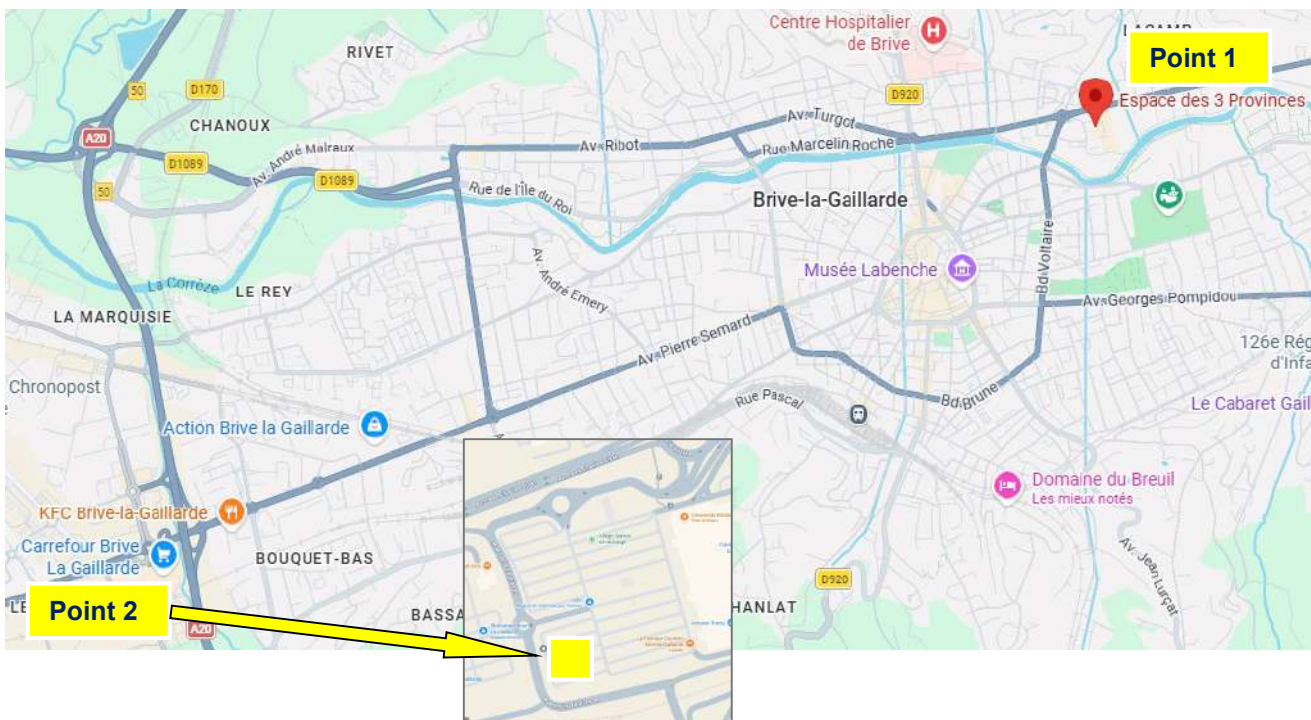 Centre Hospitalier
de Brive
RIVET
Point 1
50
D170
D920
Espace des 3 Provinces
CHANOUX
A20
Av. Turgot
Av. Ribot
Rue Marcelin Roche
D1089
Av. André Malraux
D1089
50
Rue de l'Île du Roi
Brive-la-Gaillarde
Bd Voltaire
Av. André Emery
Musée Labenche
La Corrèze
LE REY
Av. Georges Pompidou
LA MARQUISIE
Av. Pierre Semard
126e Rég
d'Infa
Chronopost
Rue Pascal
Bd Brune
Le Cabaret Gail
Action Brive la Gaillarde
Domaine du Breuil
Les mieux notés
KFC Brive-la-Gaillarde
Carrefour Brive
La Gaillarde
BOUQUET-BAS
Av. Jean Lurçat
D920
Point 2
BASSA
HANLAT
A20